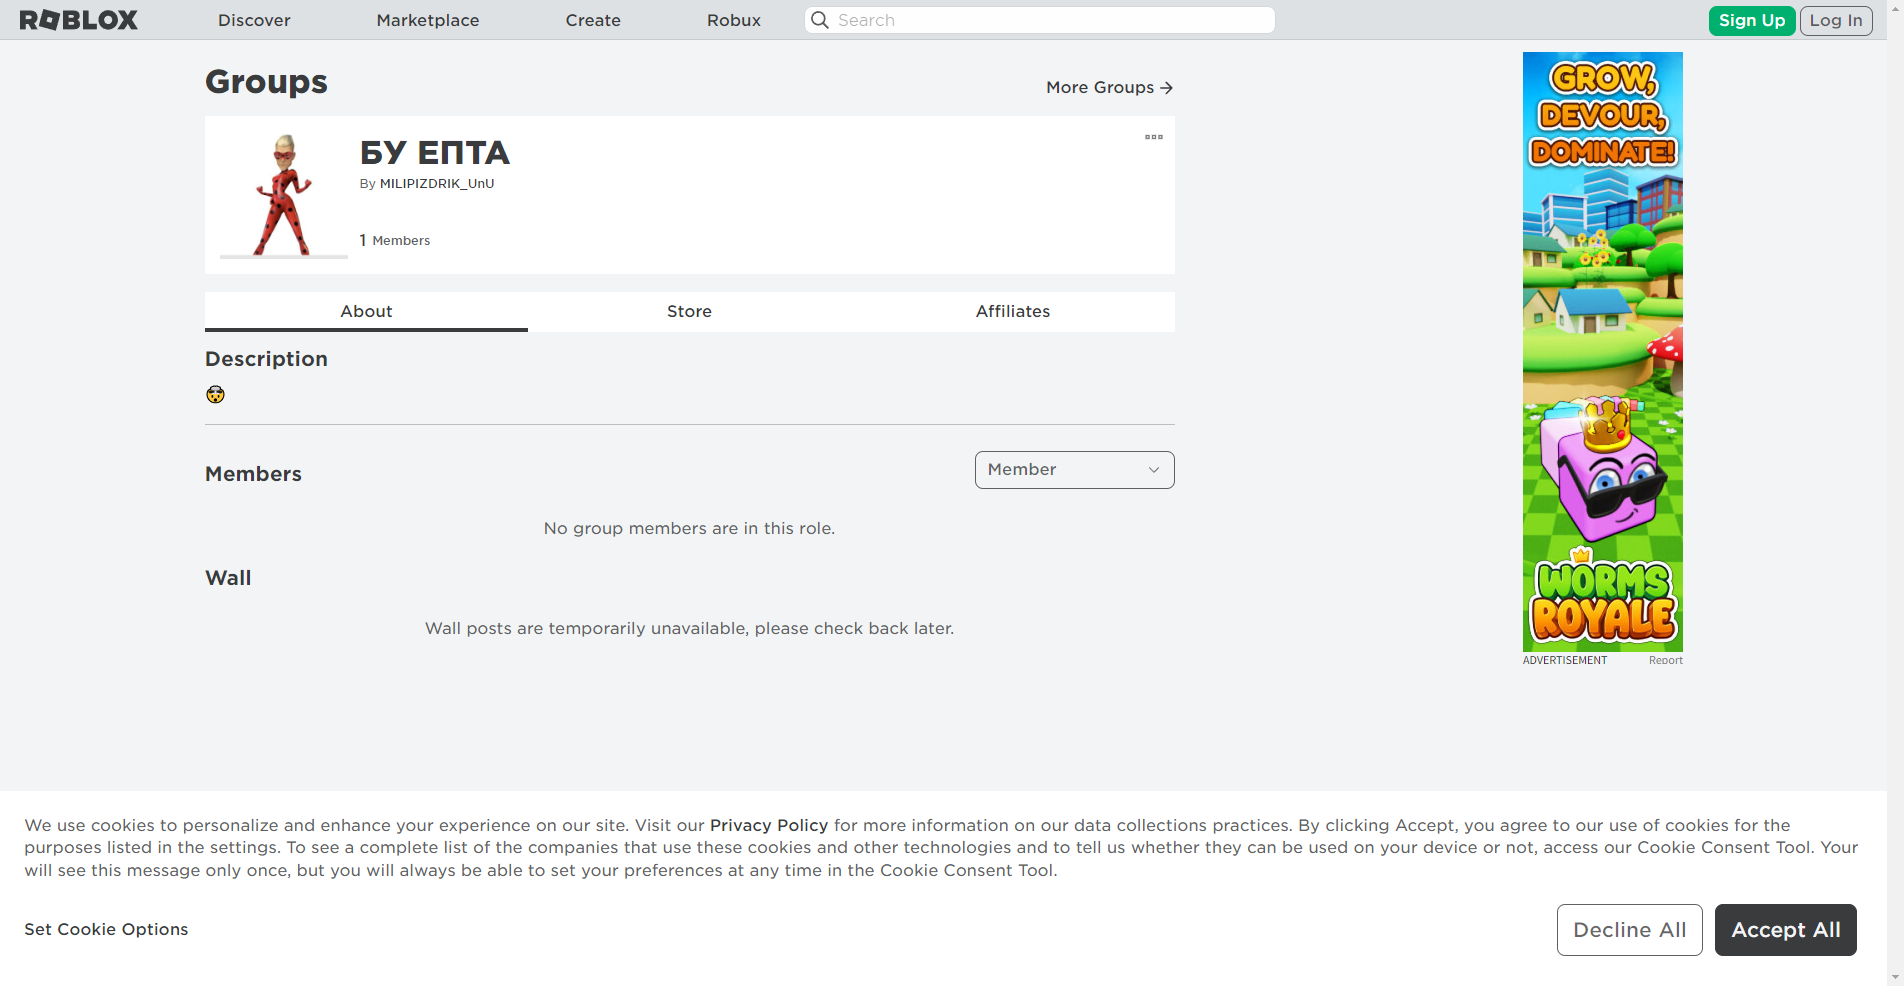 ROBLOX Discover Marketplace Create Robux Search Sign Up Log In
Groups
More Groups →
БУ ЕПТА
By MILIPIZDRIK_UnU
1 Members
About Store Affiliates
Description
Members
Member
No group members are in this role.
Wall
Wall posts are temporarily unavailable, please check back later.
GROW,
DEVOUR,
DOMINATE!
WORMS
ROYALE
ADVERTISEMENT Report
We use cookies to personalize and enhance your experience on our site. Visit our Privacy Policy for more information on our data collections practices. By clicking Accept, you agree to our use of cookies for the
purposes listed in the settings. To see a complete list of the companies that use these cookies and other technologies and to tell us whether they can be used on your device or not, access our Cookie Consent Tool. Your
will see this message only once, but you will always be able to set your preferences at any time in the Cookie Consent Tool.
Set Cookie Options
Decline All Accept All